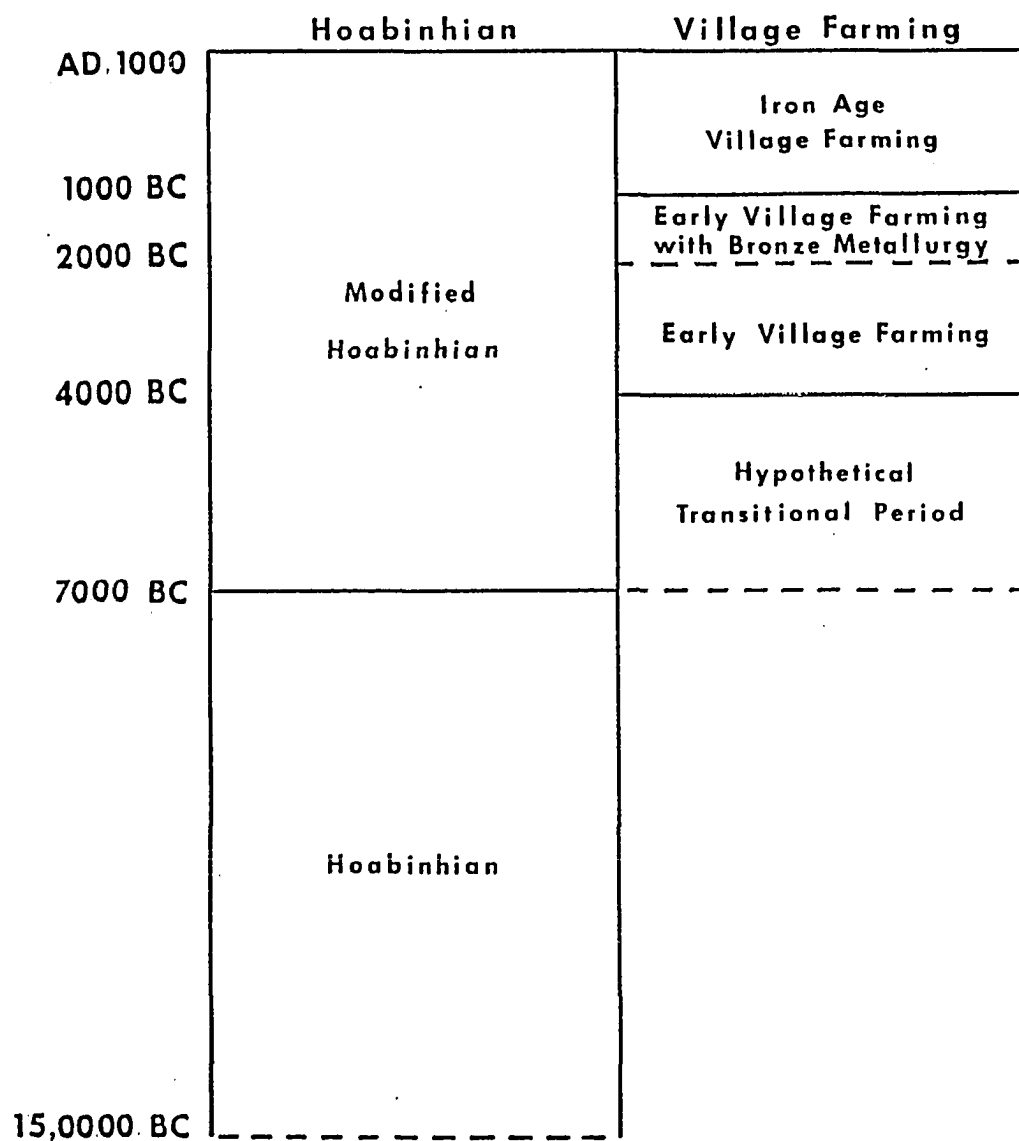 Hoabinhian Village Farming
AD.1000
Iron Age
Village Farming
1000 BC
Early Village Farming
with Bronze Metallurgy
2000 BC
Modified
Hoabinhian
Early Village Farming
4000 BC
Hypothetical
Transitional Period
7000 BC
Hoabinhian
15,0000 BC